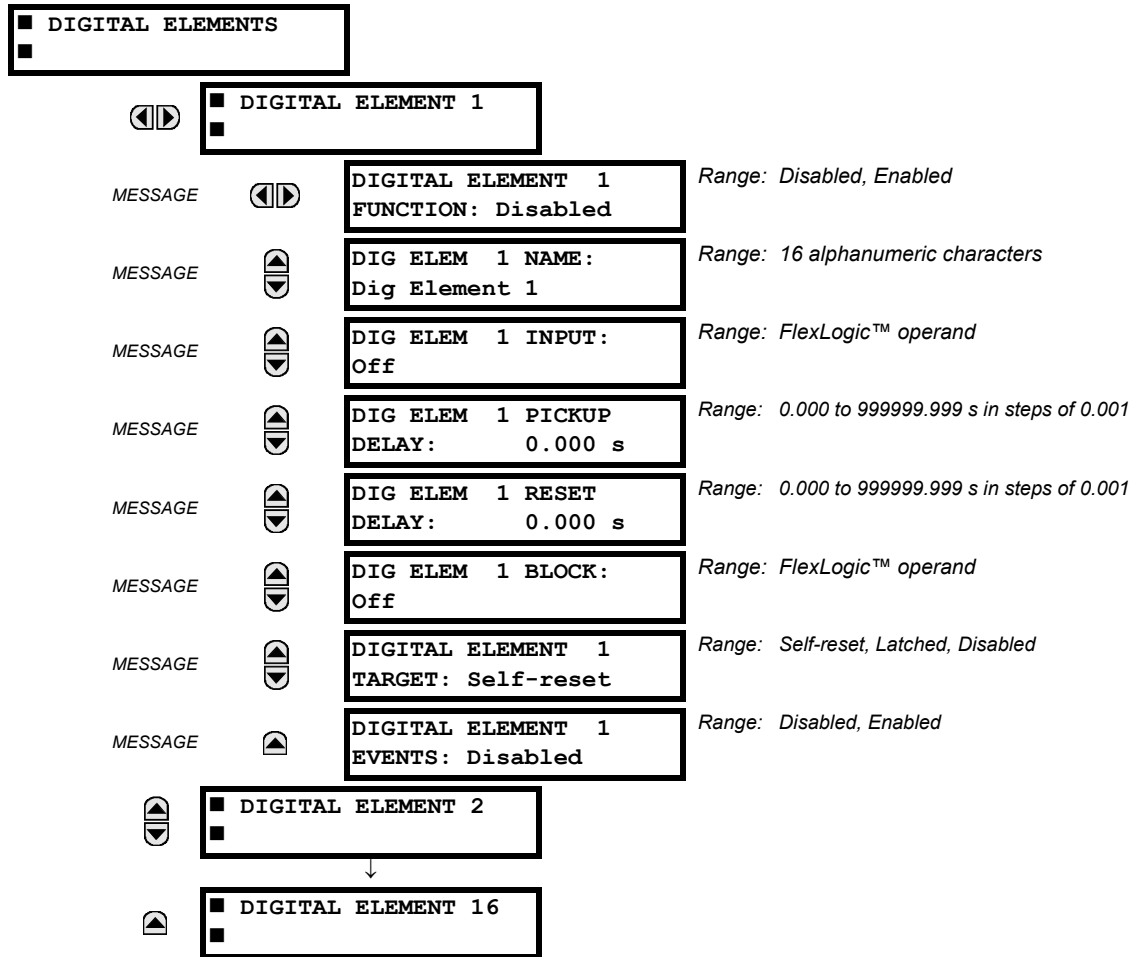 ■ DIGITAL ELEMENTS
■
■ DIGITAL ELEMENT 1
■
MESSAGE
DIGITAL ELEMENT 1
FUNCTION: Disabled
Range: Disabled, Enabled
MESSAGE
DIG ELEM 1 NAME:
Dig Element 1
Range: 16 alphanumeric characters
MESSAGE
DIG ELEM 1 INPUT:
Off
Range: FlexLogic™ operand
MESSAGE
DIG ELEM 1 PICKUP
DELAY: 0.000 s
Range: 0.000 to 999999.999 s in steps of 0.001
MESSAGE
DIG ELEM 1 RESET
DELAY: 0.000 s
Range: 0.000 to 999999.999 s in steps of 0.001
MESSAGE
DIG ELEM 1 BLOCK:
Off
Range: FlexLogic™ operand
MESSAGE
DIGITAL ELEMENT 1
TARGET: Self-reset
Range: Self-reset, Latched, Disabled
MESSAGE
DIGITAL ELEMENT 1
EVENTS: Disabled
Range: Disabled, Enabled
■ DIGITAL ELEMENT 2
■
↓
■ DIGITAL ELEMENT 16
■